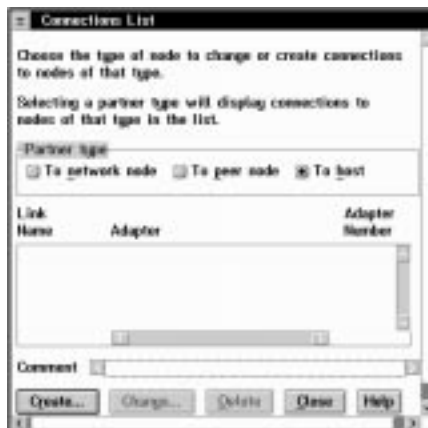 Connections List
Choose the type of node to change or create connections
to nodes of that type.
Selecting a partner type will display connections to
nodes of that type in the list.
Partner type
To network node To peer node To host
Link Adapter
Name Adapter Number
Comment
Create... Change... Delete Close Help